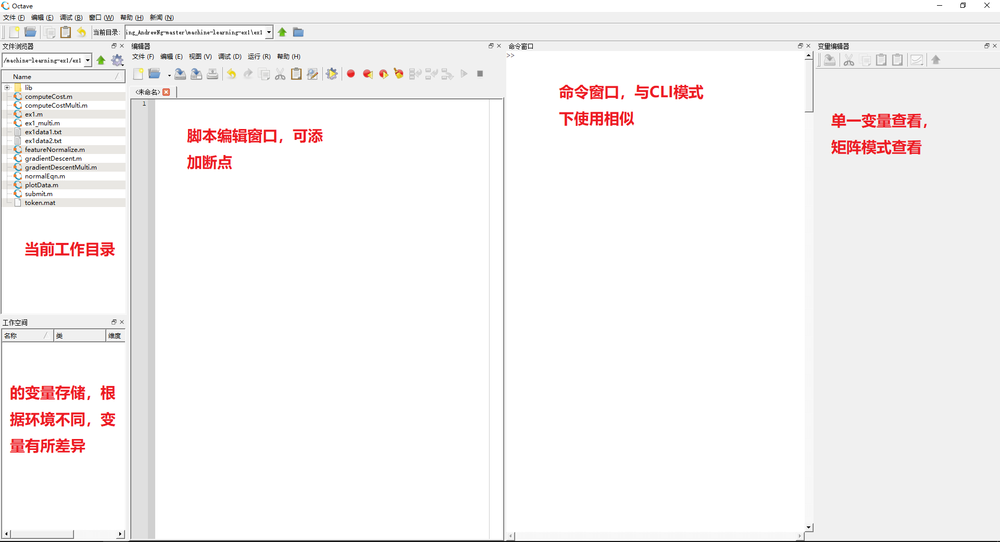 Octave
文件 (F) 编辑 (E) 调试 (B) 窗口 (W) 帮助 (H) 新闻 (N)
当前目录: ing_AndrewNg-master\machine-learning-ex1\ex1
文件浏览器
/machine-learning-ex1/ex1
Name
lib
computeCost.m
computeCostMulti.m
ex1.m
ex1_multi.m
ex1data1.txt
ex1data2.txt
featureNormalize.m
gradientDescent.m
gradientDescentMulti.m
normalEqn.m
plotData.m
submit.m
token.mat
当前工作目录
工作空间
名称 类 维度
的变量存储，根
据环境不同，变
量有所差异
编辑器
文件 (F) 编辑 (E) 视图 (V) 调试 (D) 运行 (R) 帮助 (H)
<未命名>
1
脚本编辑窗口，可添
加断点
命令窗口
>>
命令窗口，与CLI模式
下使用相似
变量编辑器
单一变量查看，
矩阵模式查看